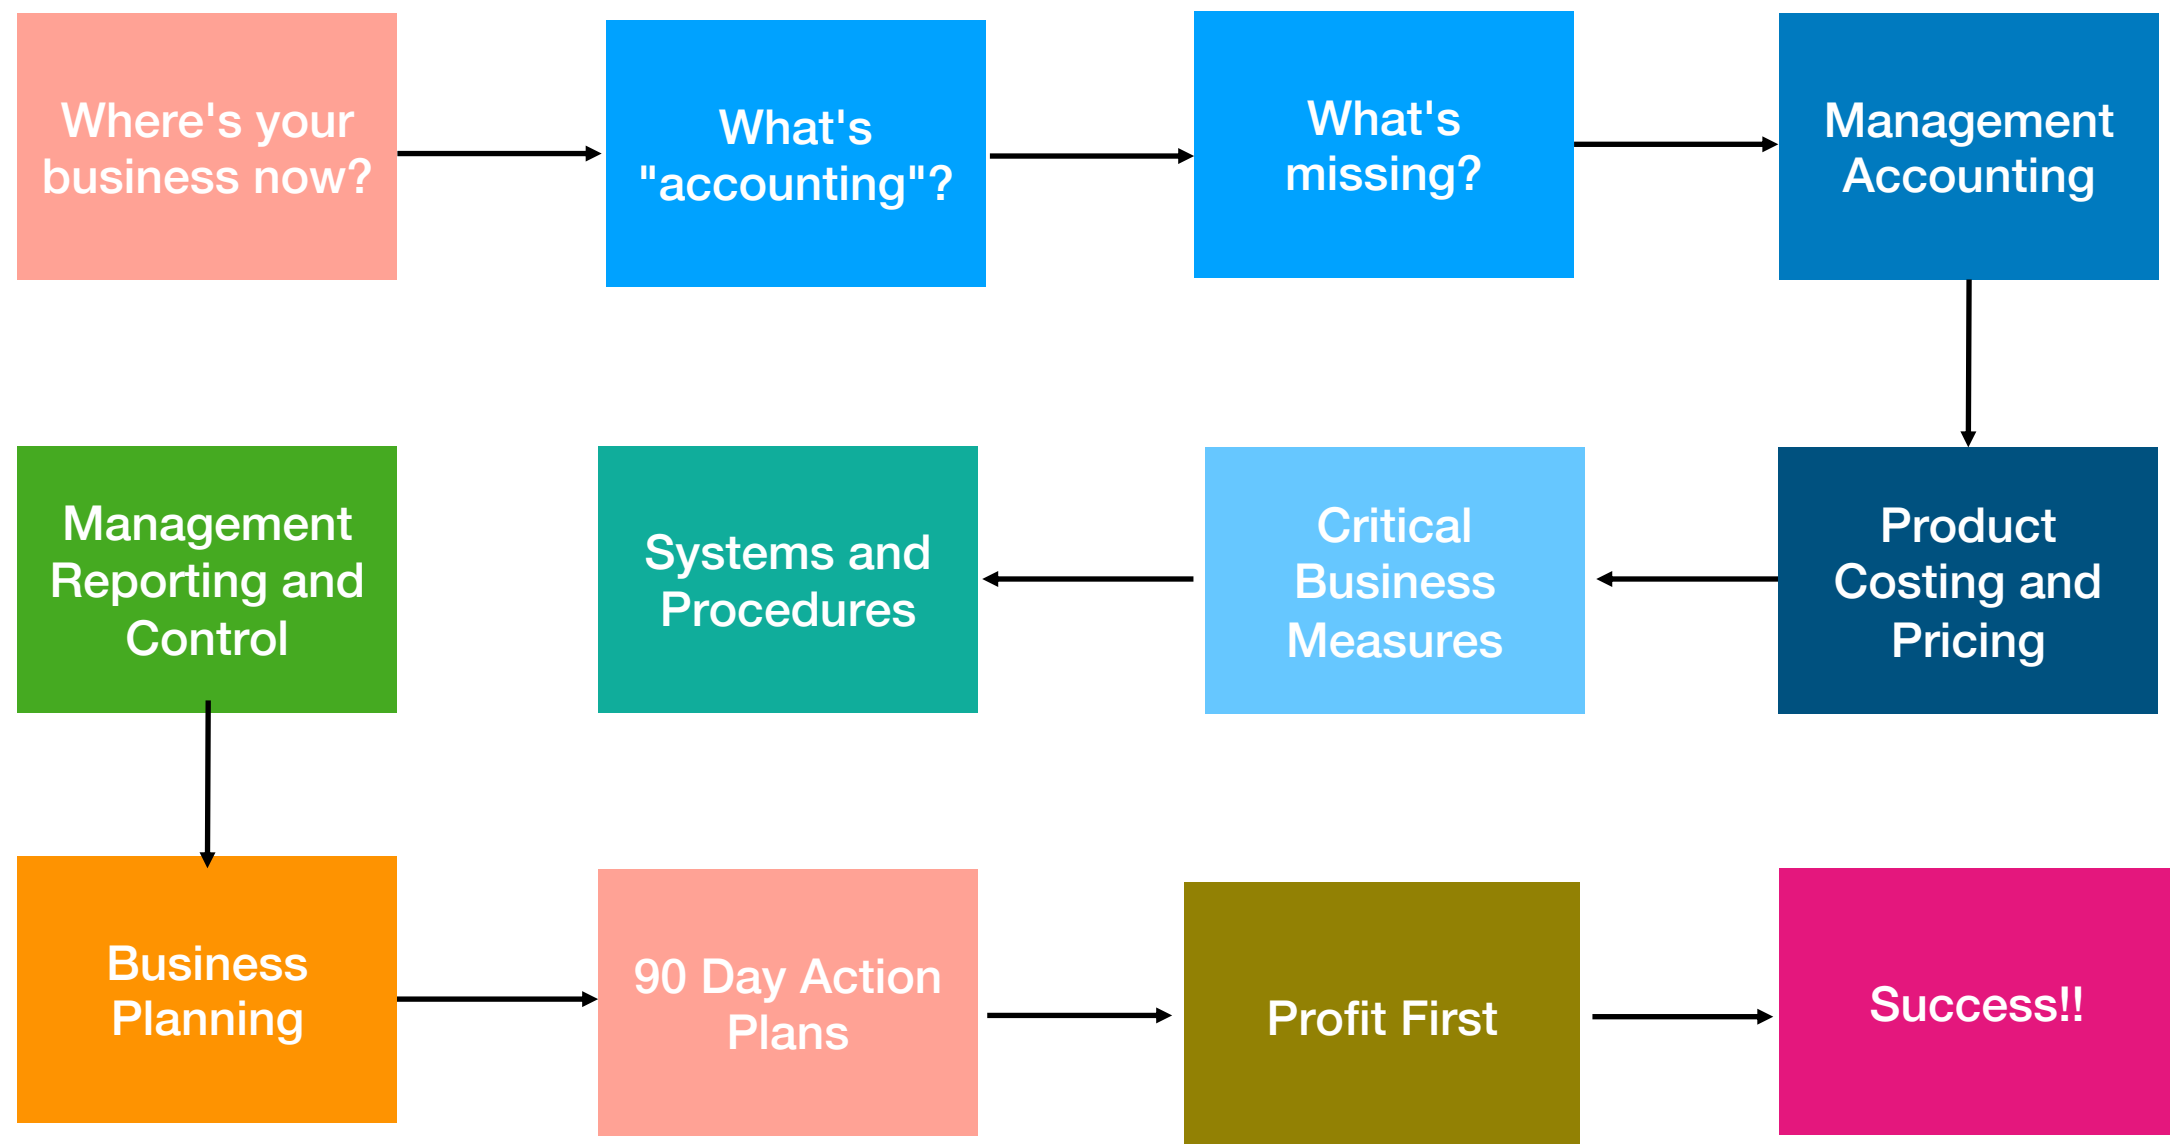 Where's your
business now?
What's
"accounting"?
What's
missing?
Management
Accounting
Management
Reporting and
Control
Systems and
Procedures
Critical
Business
Measures
Product
Costing and
Pricing
Business
Planning
90 Day Action
Plans
Profit First
Success!!